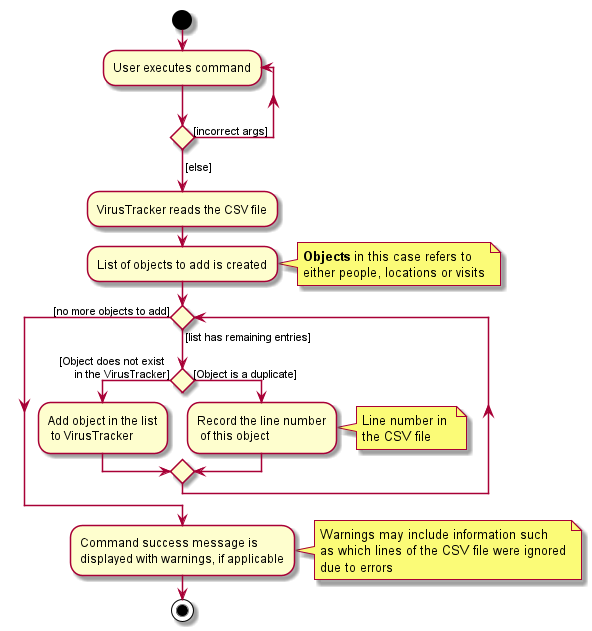 User executes command
[incorrect args]
[else]
VirusTracker reads the CSV file
List of objects to add is created
Objects in this case refers to
either people, locations or visits
[no more objects to add]
[list has remaining entries]
[Object does not exist
in the VirusTracker]
[Object is a duplicate]
Add object in the list
to VirusTracker
Record the line number
of this object
Line number in
the CSV file
Command success message is
displayed with warnings, if applicable
Warnings may include information such
as which lines of the CSV file were ignored
due to errors